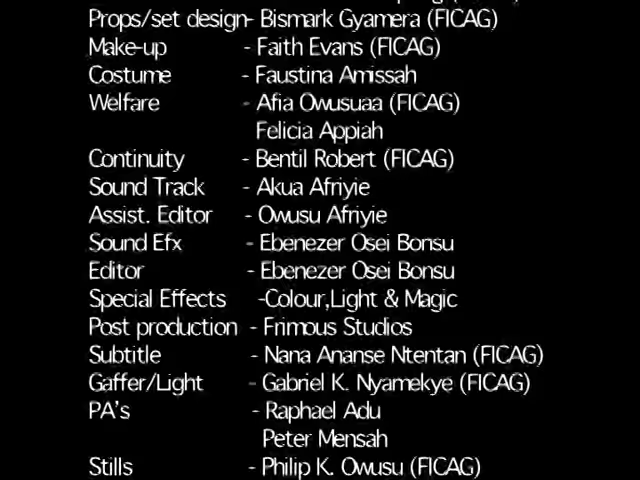 Props/set design- Bismark Gyamera (FICAG)
Make-up - Faith Evans (FICAG)
Costume - Faustina Amissah
Welfare - Afia Owusuaa (FICAG)
Felicia Appiah
Continuity - Bentil Robert (FICAG)
Sound Track - Akua Afriyie
Assist. Editor - Owusu Afriyie
Sound Efx - Ebenezer Osei Bonsu
Editor - Ebenezer Osei Bonsu
Special Effects -Colour,Light & Magic
Post production - Frimous Studios
Subtitle - Nana Ananse Ntentan (FICAG)
Gaffer/Light - Gabriel K. Nyamekye (FICAG)
PA's - Raphael Adu
Peter Mensah
Stills - Philip K. Owusu (FICAG)